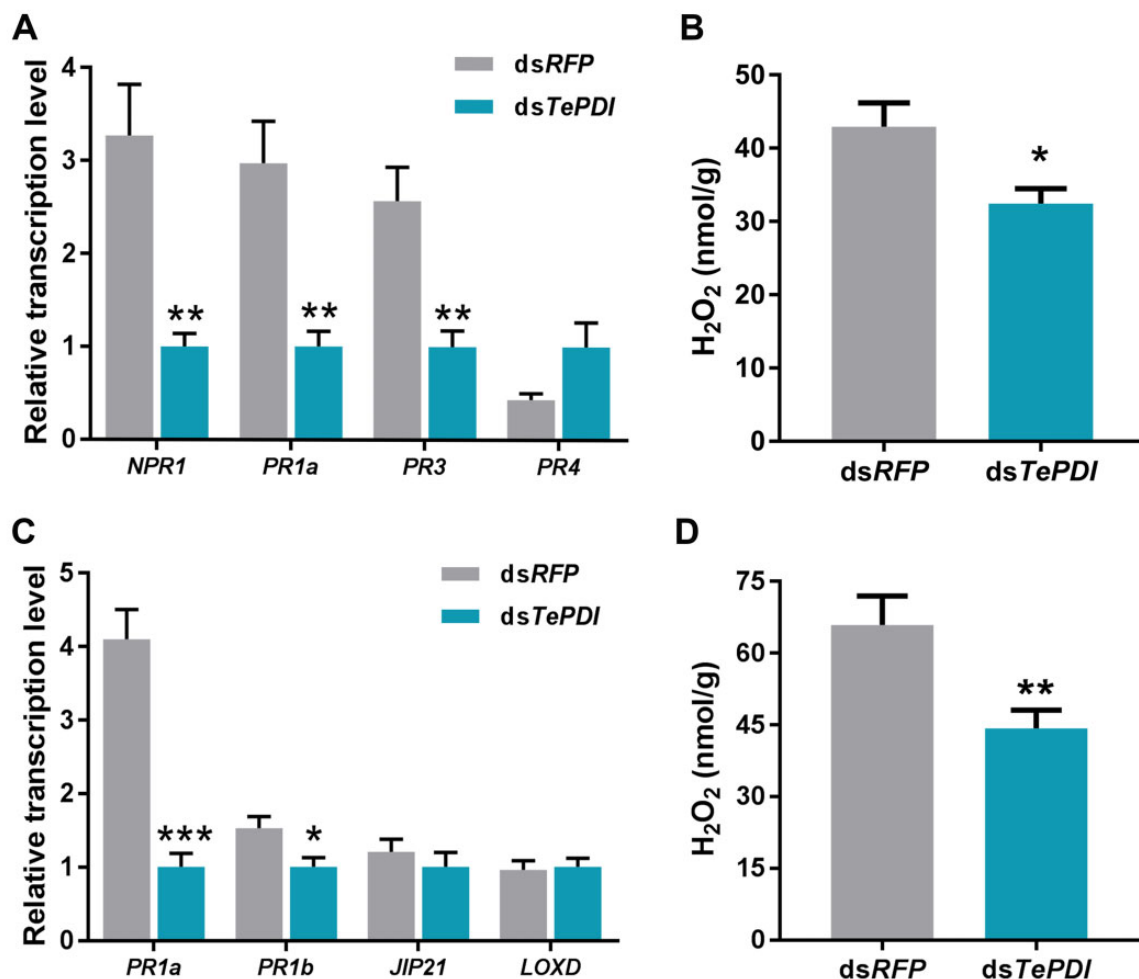 A
Relative transcription level
4
3
2
1
0
dsRFP
dsTePDI
**
**
**
NPR1
PR1a
PR3
PR4
B
H₂O₂ (nmol/g)
50
40
30
20
10
0
*
dsRFP
dsTePDI
C
Relative transcription level
5
4
3
2
1
0
dsRFP
dsTePDI
***
*
PR1a
PR1b
JIP21
LOXD
D
H₂O₂ (nmol/g)
75
60
45
30
15
0
**
dsRFP
dsTePDI